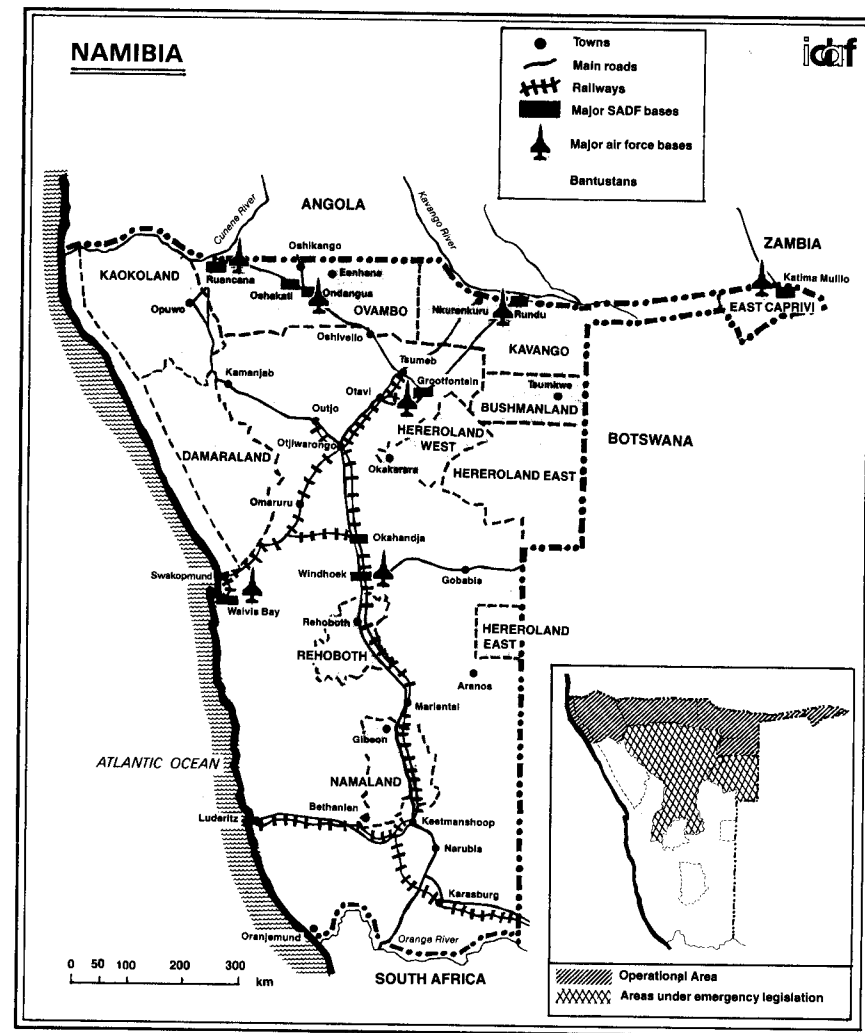 NAMIBIA
idaf
Towns
Main roads
Railways
Major SADF bases
Major air force bases
Bantustans
ANGOLA
Cunene River
Kavango River
ZAMBIA
KAOKOLAND
Oshikango
Eenhana
Ruancana
Oshakati
Ondangua
OVAMBO
Opuwo
Nkurenkuru
Rundu
Katima Mulilo
EAST CAPRIVI
Oshivello
KAVANGO
Tsumeb
Tsumkwe
Kamanjab
Otavi
Grootfontein
BUSHMANLAND
Outjo
HEREROLAND
WEST
BOTSWANA
Otjiwarongo
DAMARALAND
Okakarara
HEREROLAND EAST
Omaruru
Okahandja
Swakopmund
Windhoek
Gobabis
Walvis Bay
Rehoboth
REHOBOTH
HEREROLAND
EAST
Aranos
Mariental
Gibeon
ATLANTIC OCEAN
NAMALAND
Bethanien
Luderitz
Keetmanshoop
Narubis
Karasburg
Oranjemund
Orange River
0 50 100 200 300
km
SOUTH AFRICA
Operational Area
Areas under emergency legislation